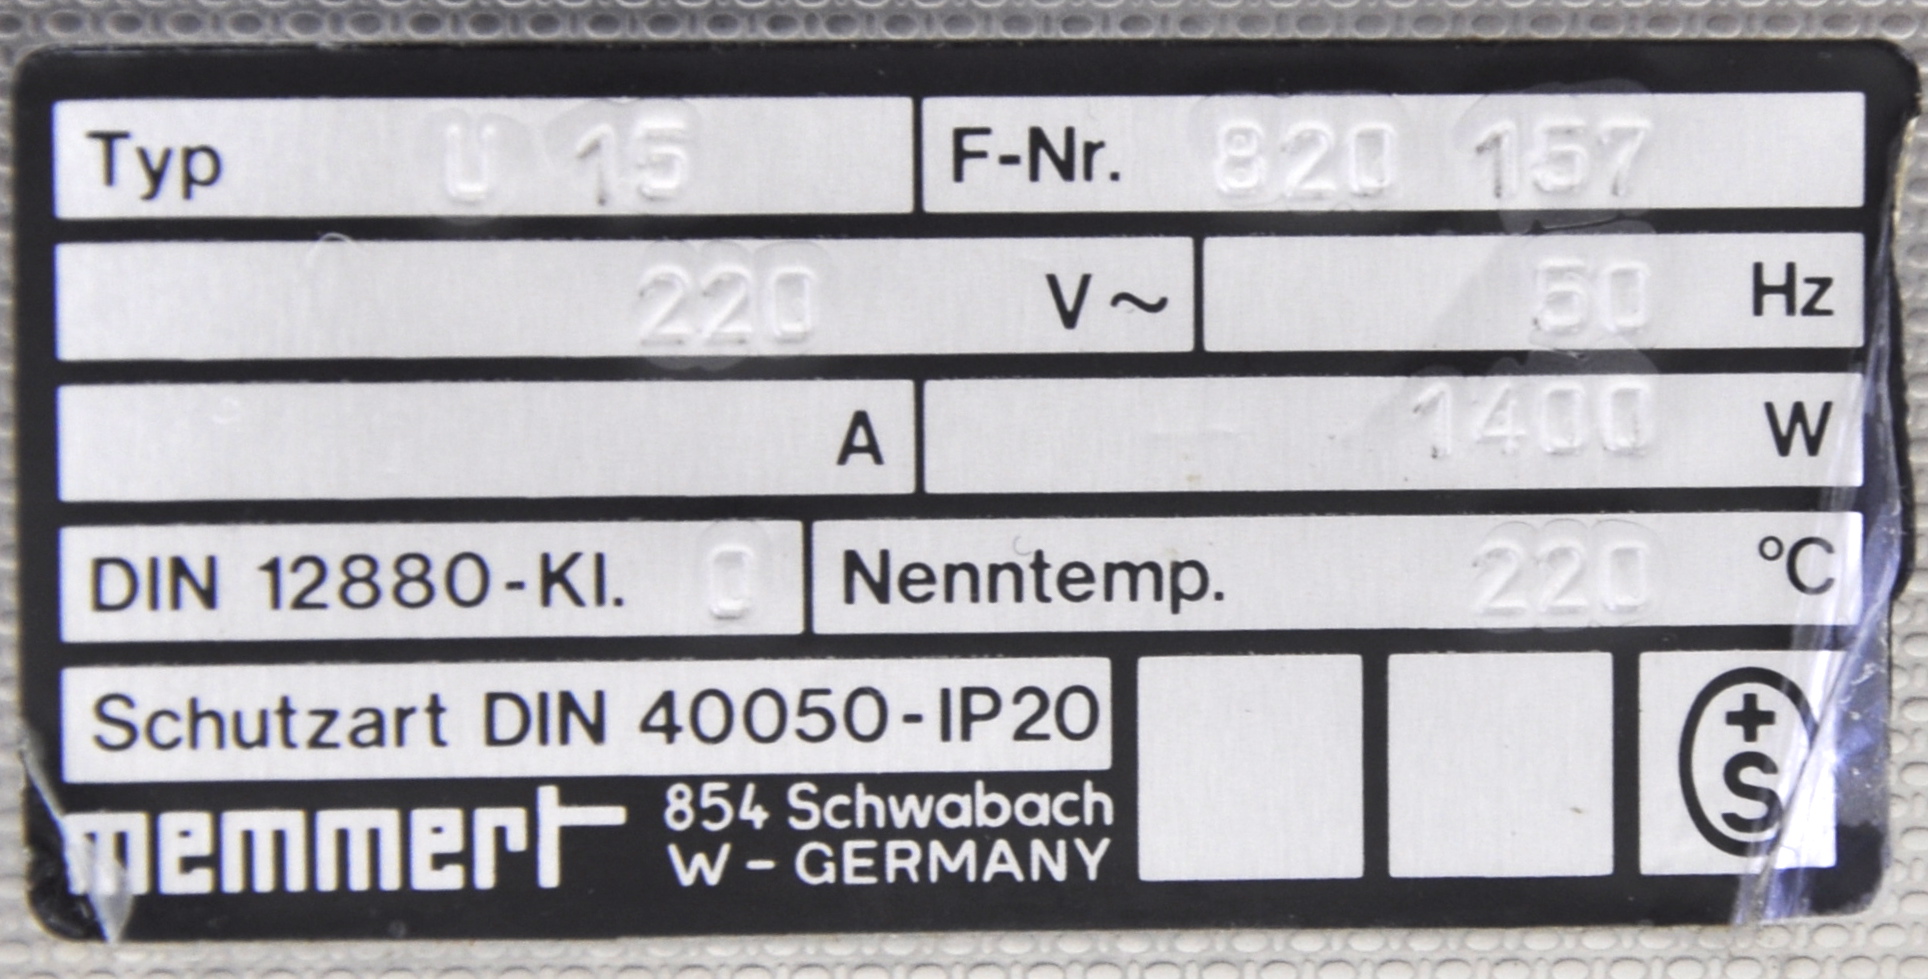 Typ U 15 F-Nr. 820 157
220 V~ 50 Hz
A 1400 W
DIN 12880-Kl. 0 Nenntemp. 220 °C
Schutzart DIN 40050-IP20
+
S
memmert 854 Schwabach
W-GERMANY